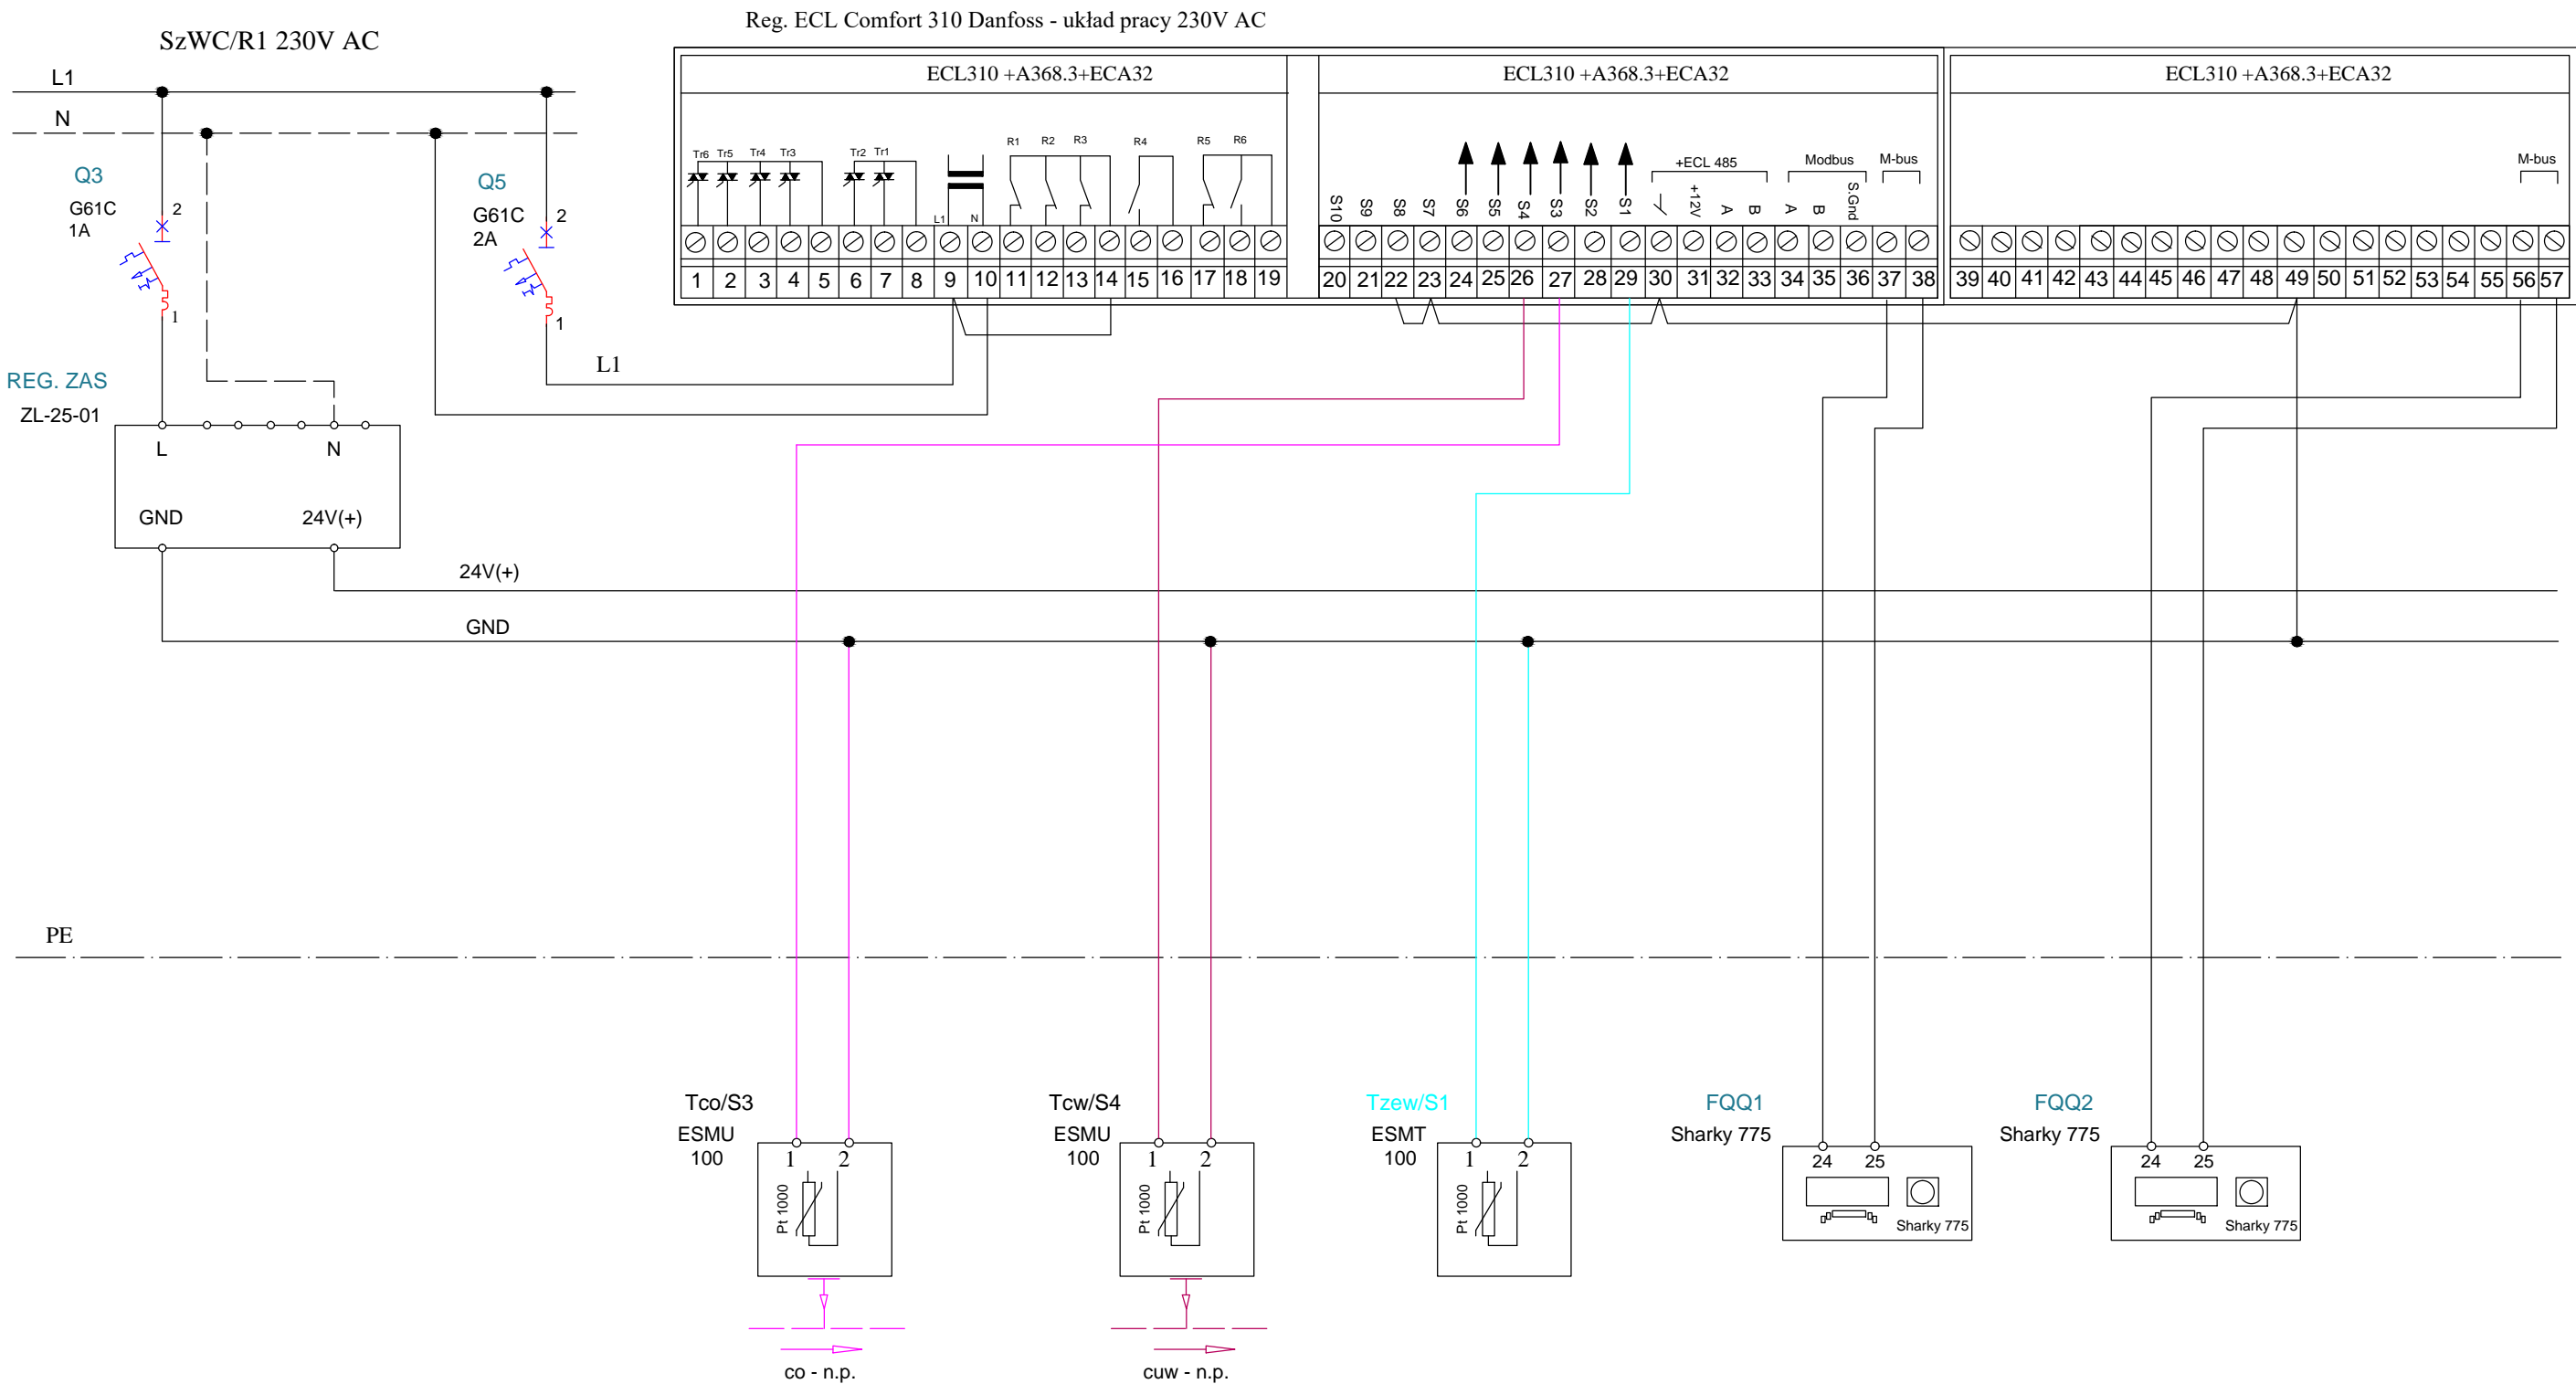 Reg. ECL Comfort 310 Danfoss - układ pracy 230V AC
SzWC/R1 230V AC
L1
N
ECL310 +A368.3+ECA32
ECL310 +A368.3+ECA32
ECL310 +A368.3+ECA32
Tr6 Tr5 Tr4 Tr3 Tr2 Tr1
L1 N
R1 R2 R3 R4 R5 R6
S10 S9 S8 S7 S6 S5 S4 S3 S2 S1
+ECL 485
+12V A B
Modbus
A B S.Gnd
M-bus
M-bus
1 2 3 4 5 6 7 8 9 10 11 12 13 14 15 16 17 18 19
20 21 22 23 24 25 26 27 28 29 30 31 32 33 34 35 36 37 38
39 40 41 42 43 44 45 46 47 48 49 50 51 52 53 54 55 56 57
Q3
G61C
1A
2
1
Q5
G61C
2A
2
1
L1
REG. ZAS
ZL-25-01
L N
GND 24V(+)
24V(+)
GND
PE
Tco/S3
ESMU
100
1 2
Pt 1000
co - n.p.
Tcw/S4
ESMU
100
1 2
Pt 1000
cuw - n.p.
Tzew/S1
ESMT
100
1 2
Pt 1000
FQQ1
Sharky 775
24 25
Sharky 775
FQQ2
Sharky 775
24 25
Sharky 775